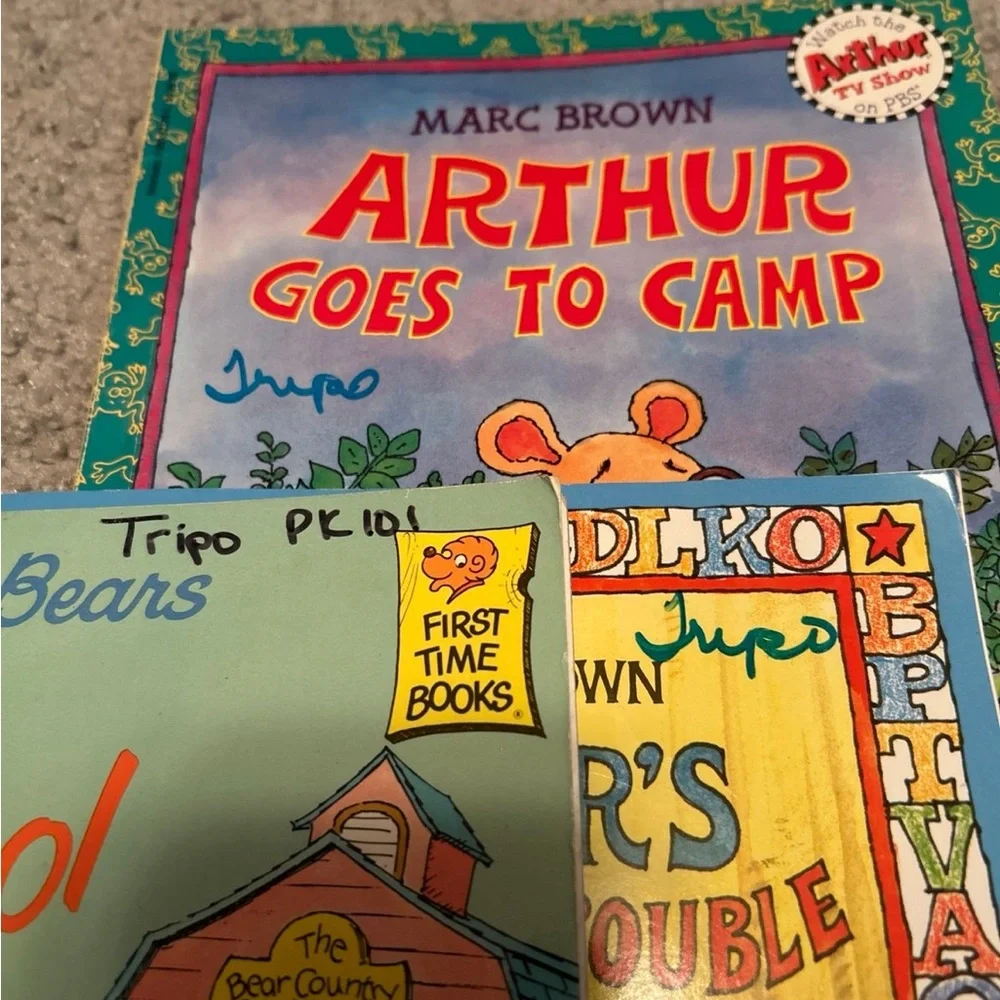 Watch the
Arthur
TV Show
on PBS
MARC BROWN
ARTHUR
GOES TO CAMP
Tripo
Tripo PK101
Bears
FIRST
TIME
BOOKS
ol
The
Bear Country
DLKO
B
P
T
V
A
Tripo
OWN
R'S
OUBLE